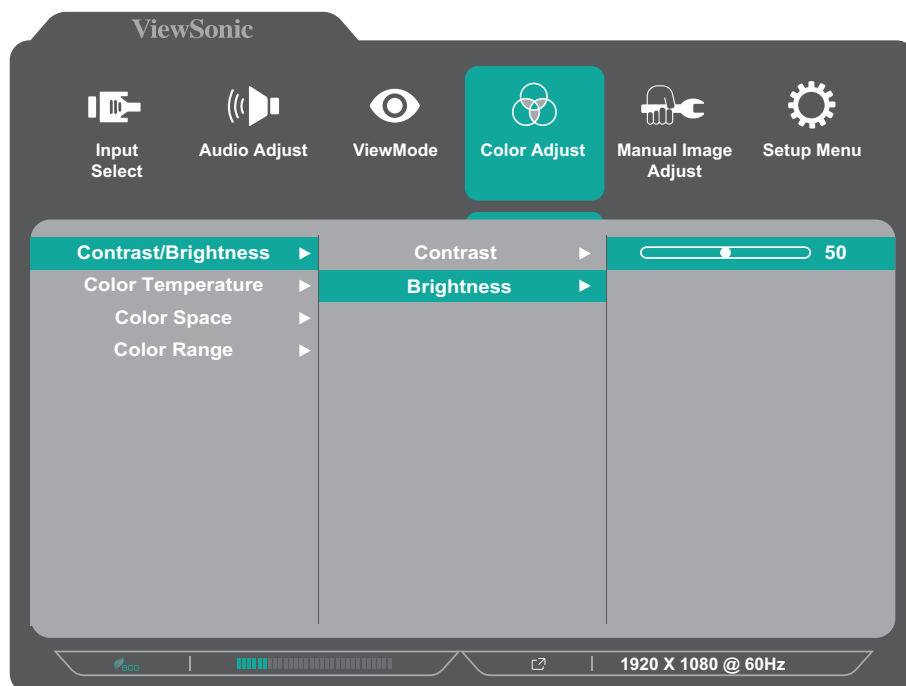 ViewSonic
Input Select
Audio Adjust
ViewMode
Color Adjust
Manual Image Adjust
Setup Menu
Contrast/Brightness
Color Temperature
Color Space
Color Range
Contrast
Brightness
50
eco
1920 X 1080 @ 60Hz